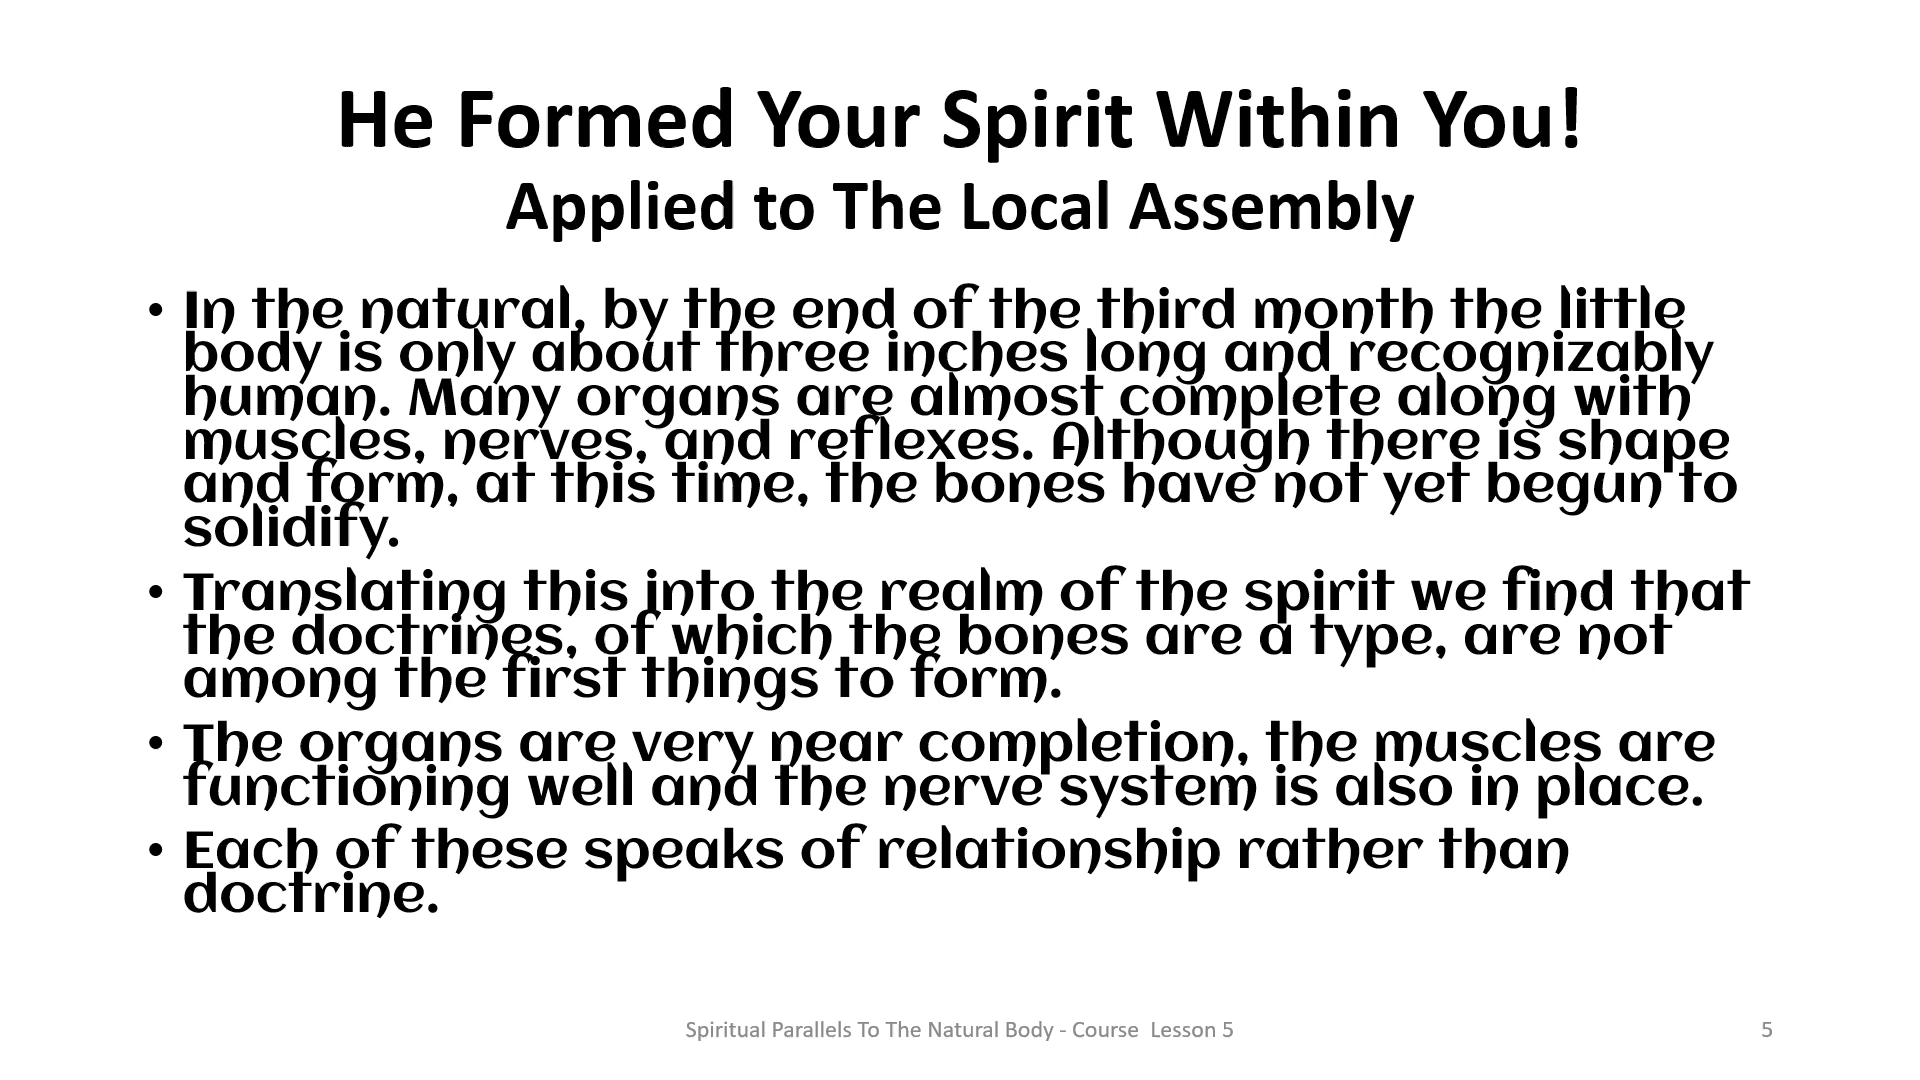 He Formed Your Spirit Within You!
Applied to The Local Assembly
• In the natural, by the end of the third month the little
body is only about three inches long and recognizably
human. Many organs are almost complete along with
muscles, nerves, and reflexes. Although there is shape
and form, at this time, the bones have not yet begun to
solidify.
• Translating this into the realm of the spirit we find that
the doctrines, of which the bones are a type, are not
among the first things to form.
• The organs are very near completion, the muscles are
functioning well and the nerve system is also in place.
• Each of these speaks of relationship rather than
doctrine.
Spiritual Parallels To The Natural Body - Course  Lesson 5
5